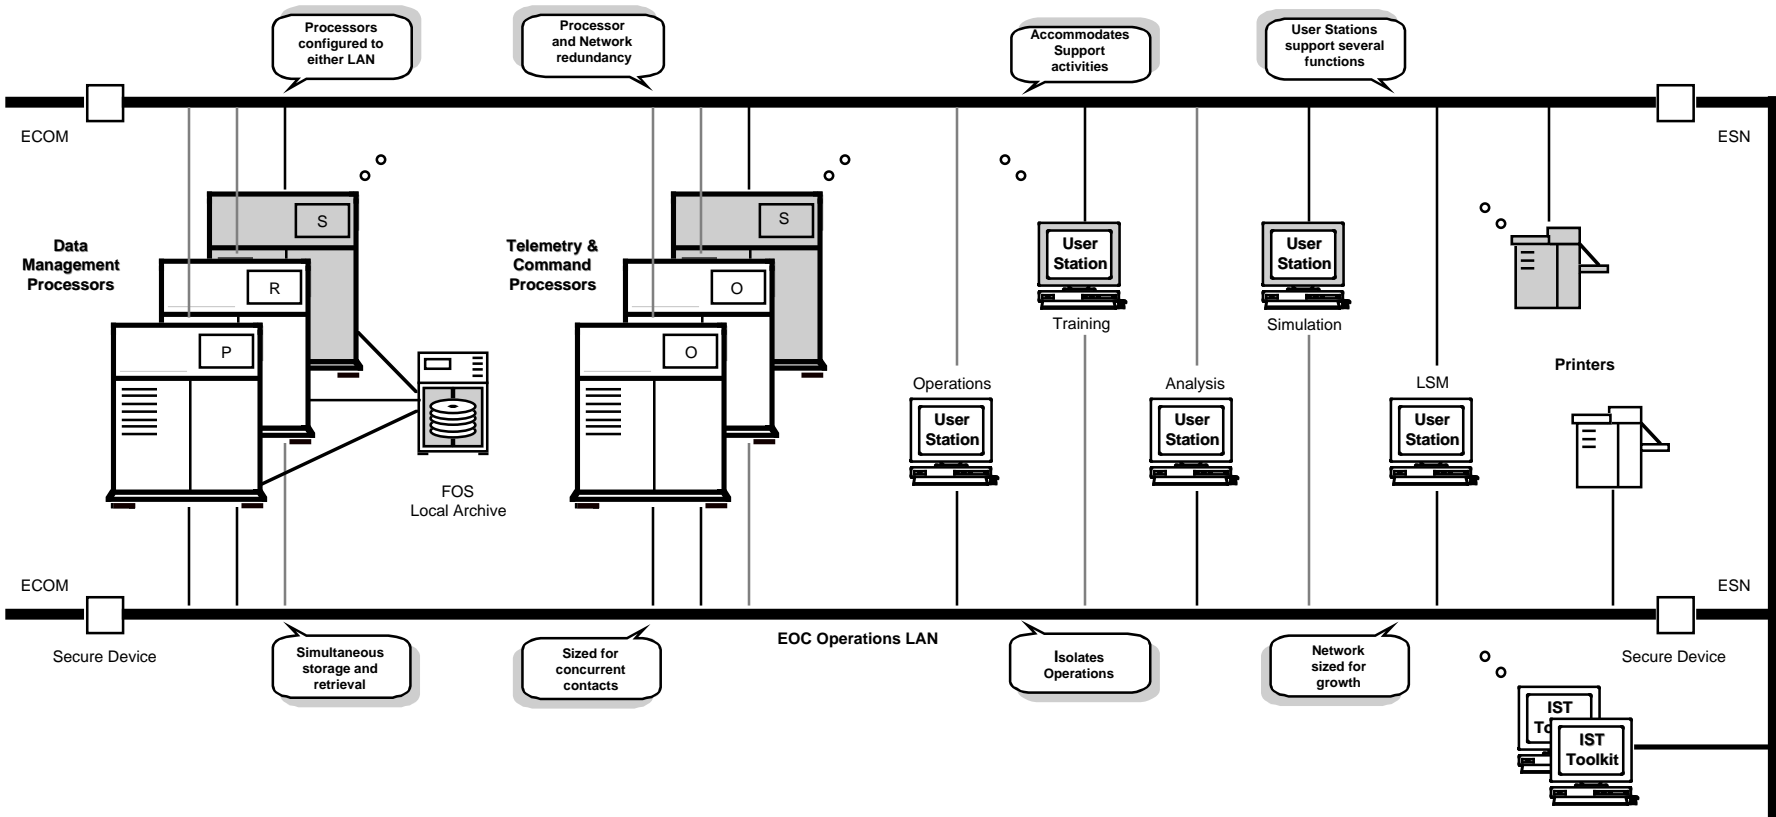 Processors
configured to
either LAN
Processor
and Network
redundancy
Accommodates
Support
activities
User Stations
support several
functions
ECOM
ESN
Data
Management
Processors
S
R
P
Telemetry &
Command
Processors
S
O
O
User
Station
Training
User
Station
Simulation
Printers
Operations
User
Station
Analysis
User
Station
LSM
User
Station
FOS
Local Archive
ECOM
ESN
Secure Device
EOC Operations LAN
Secure Device
Simultaneous
storage and
retrieval
Sized for
concurrent
contacts
Isolates
Operations
Network
sized for
growth
IST
To
IST
Toolkit